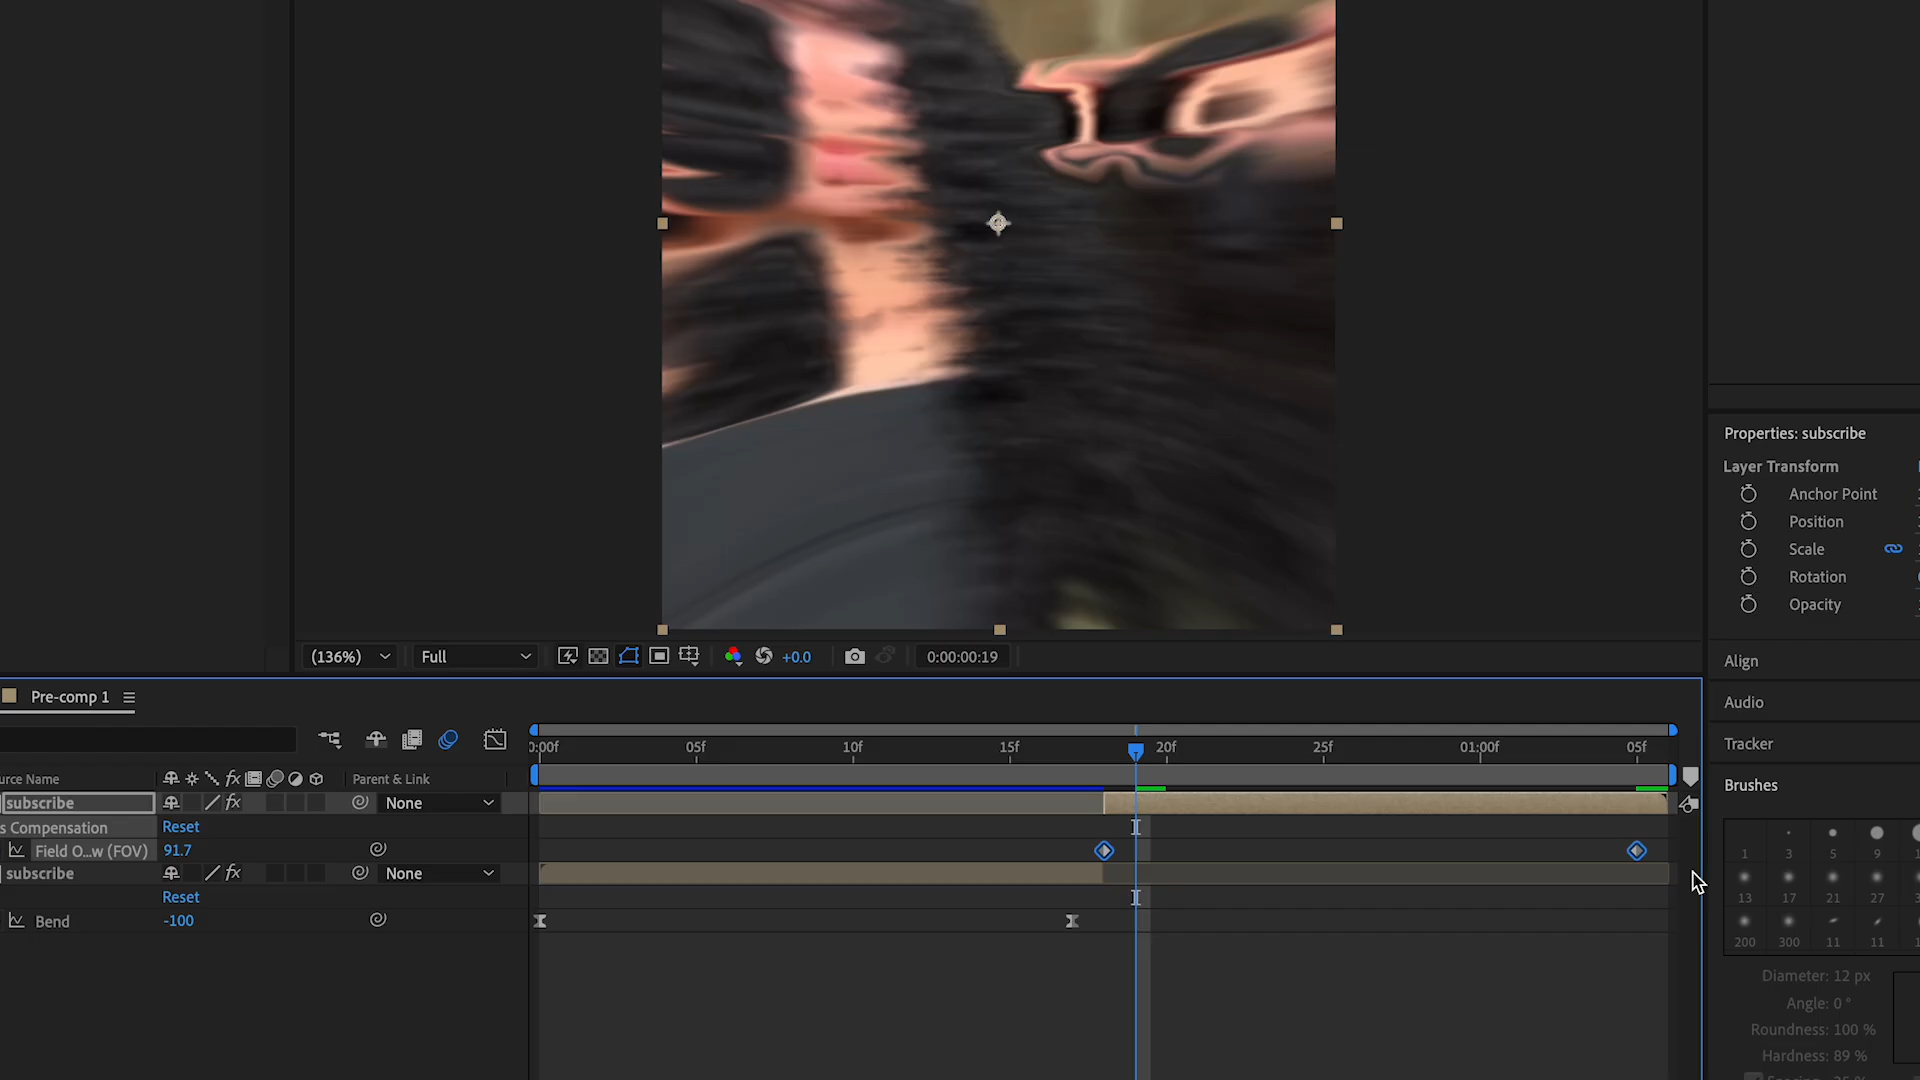 Properties: subscribe
Layer Transform
Anchor Point
Position
Scale
Rotation
Opacity
(136%)
Full
+0.0
0:00:00:19
Align
Audio
Tracker
Brushes
1 3 5 9
13 17 21 27
200 300 11 11
Diameter: 12 px
Angle: 0 °
Roundness: 100 %
Hardness: 89 %
Pre-comp 1
0:00f 05f 10f 15f 20f 25f 01:00f 05f
urce Name
fx
Parent & Link
subscribe
fx
None
s Compensation
Reset
Field O...w (FOV)
91.7
subscribe
fx
None
Reset
Bend
-100